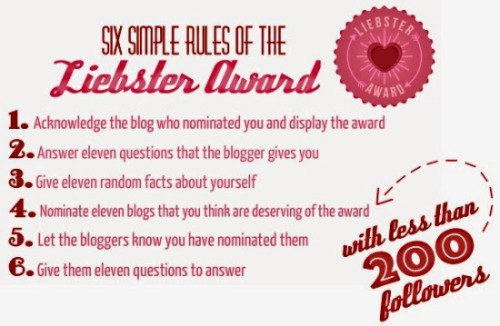 SIX SIMPLE RULES OF THE
Liebster Award
LIEBSTER
AWARD
1. Acknowledge the blog who nominated you and display the award
2. Answer eleven questions that the blogger gives you
3. Give eleven random facts about yourself
4. Nominate eleven blogs that you think are deserving of the award
5. Let the bloggers know you have nominated them
6. Give them eleven questions to answer
with less than
200
followers